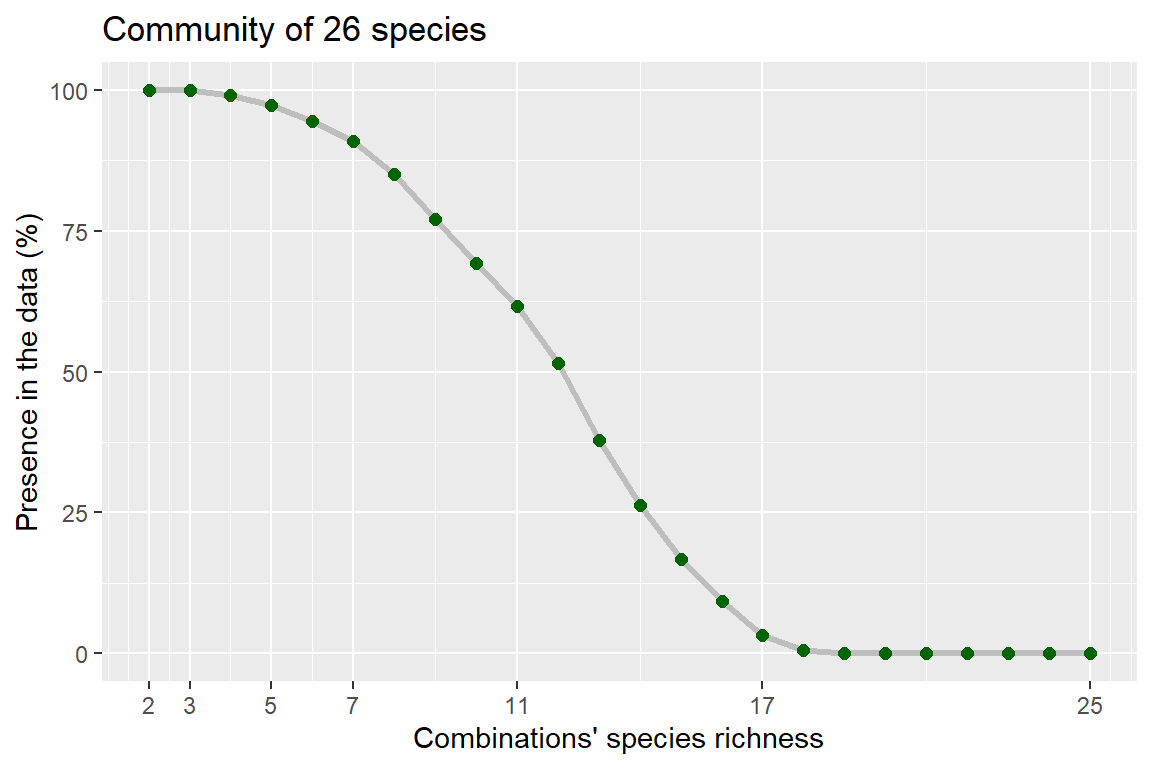 Community of 26 species
Presence in the data (%)
100
75
50
25
0
2 3 5 7 11 17 25
Combinations' species richness